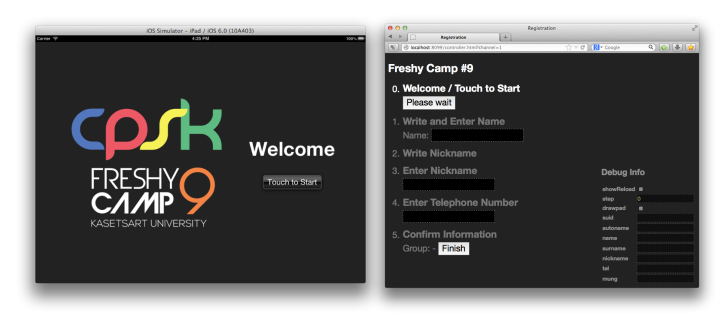 iOS Simulator – iPad / iOS 6.0 (10A403)
Carrier
4:35 PM
100%
cpsk
FRESHY
CAMP 9
KASETSART UNIVERSITY
Welcome
Touch to Start
Registration
Registration
localhost:8099/controller.html?channel=1
Google
Freshy Camp #9
0. Welcome / Touch to Start
Please wait
1. Write and Enter Name
Name:
2. Write Nickname
3. Enter Nickname
4. Enter Telephone Number
5. Confirm Information
Group: - Finish
Debug Info
showReload
step 0
drawpad
suid
autoname
name
surname
nickname
tel
mung